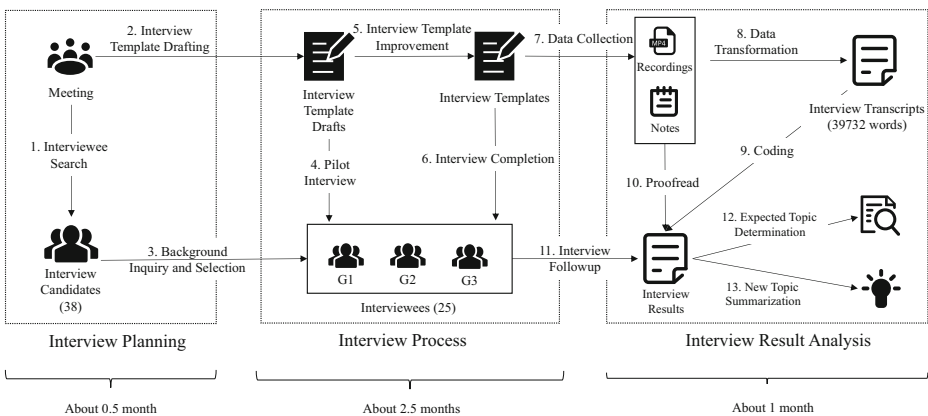 2. Interview
Template Drafting
5. Interview Template
Improvement
7. Data Collection
MP4
Recordings
Notes
8. Data
Transformation
Meeting
Interview
Template
Drafts
Interview Templates
Interview Transcripts
(39732 words)
1. Interviewee
Search
4. Pilot
Interview
6. Interview Completion
9. Coding
10. Proofread
3. Background
Inquiry and Selection
Interview
Candidates
(38)
G1
G2
G3
Interviewees (25)
11. Interview
Followup
Interview
Results
12. Expected Topic
Determination
13. New Topic
Summarization
Interview Planning
Interview Process
Interview Result Analysis
About 0.5 month
About 2.5 months
About 1 month